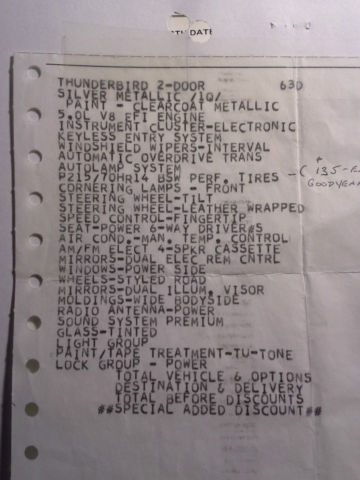 DATE
THUNDERBIRD 2-DOOR 63D
SILVER METALLIC /1Q/
PAINT - CLEARCOAT METALLIC
5.0L V8 EFI ENGINE
INSTRUMENT CLUSTER-ELECTRONIC
KEYLESS ENTRY SYSTEM
WINDSHIELD WIPERS-INTERVAL
AUTOMATIC OVERDRIVE TRANS
AUTOLAMP SYSTEM
P215/70HR14 BSW PERF. TIRES
GOODYEAR
CORNERING LAMPS - FRONT
STEERING WHEEL-TILT
STEERING WHEEL-LEATHER WRAPPED
SPEED CONTROL-FINGERTIP
SEAT-POWER 6-WAY DRIVER#S
AIR COND.-MAN. TEMP. CONTROL
AM/FM ELECT 4-SPKR CASSETTE
MIRRORS-DUAL ELEC REM CNTRL
WINDOWS-POWER SIDE
WHEELS-STYLED ROAD
MIRRORS-DUAL ILLUM. VISOR
MOLDINGS-WIDE BODYSIDE
RADIO ANTENNA-POWER
SOUND SYSTEM PREMIUM
GLASS-TINTED
LIGHT GROUP
PAINT/TAPE TREATMENT-TU-TONE
LOCK GROUP - POWER
TOTAL VEHICLE & OPTIONS
DESTINATION & DELIVERY
TOTAL BEFORE DISCOUNTS
##SPECIAL ADDED DISCOUNT##